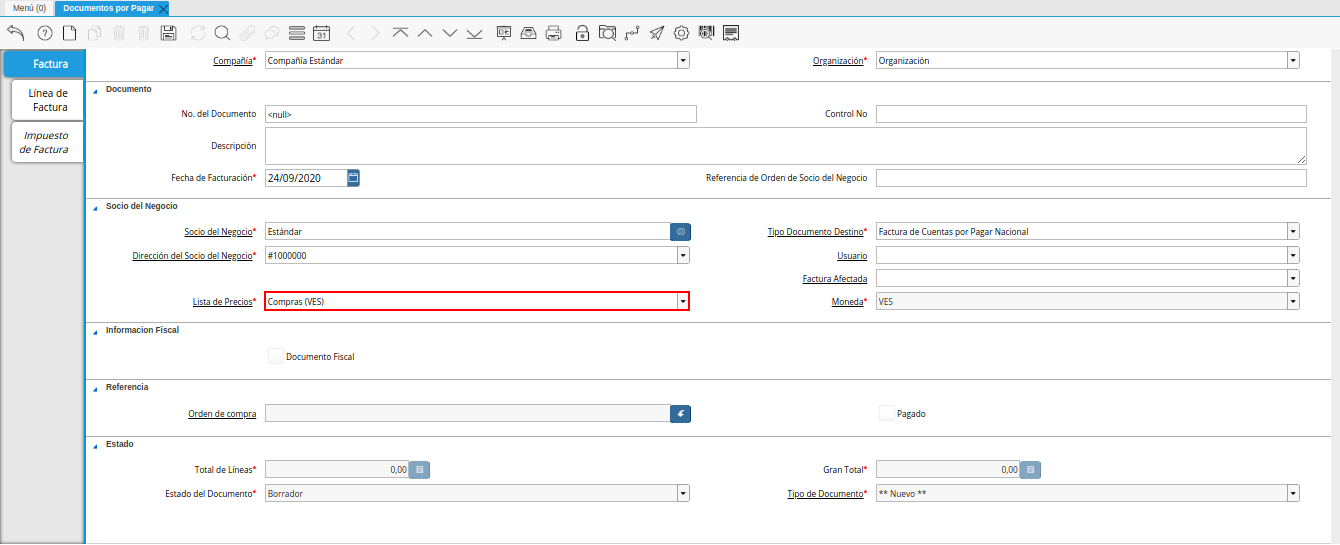 Menú (0) Documentos por Pagar
31
Factura
Línea de
Factura
Impuesto
de Factura
Compañía* Compañía Estándar Organización* Organización
Documento
No. del Documento <null> Control No
Descripción
Fecha de Facturación* 24/09/2020 Referencia de Orden de Socio del Negocio
Socio del Negocio
Socio del Negocio* Estándar Tipo Documento Destino* Factura de Cuentas por Pagar Nacional
Dirección del Socio del Negocio* #1000000 Usuario
Factura Afectada
Lista de Precios* Compras (VES) Moneda* VES
Informacion Fiscal
Documento Fiscal
Referencia
Orden de compra Pagado
Estado
Total de Líneas* 0,00 Gran Total* 0,00
Estado del Documento* Borrador Tipo de Documento* ** Nuevo **